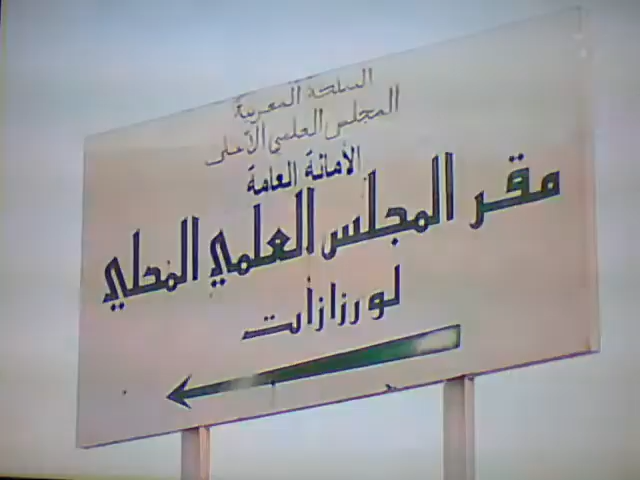 المملكة المغربية
المجلس العلمي الأعلى
الأمانة العامة
مقر المجلس العلمي المحلي
لورزازات